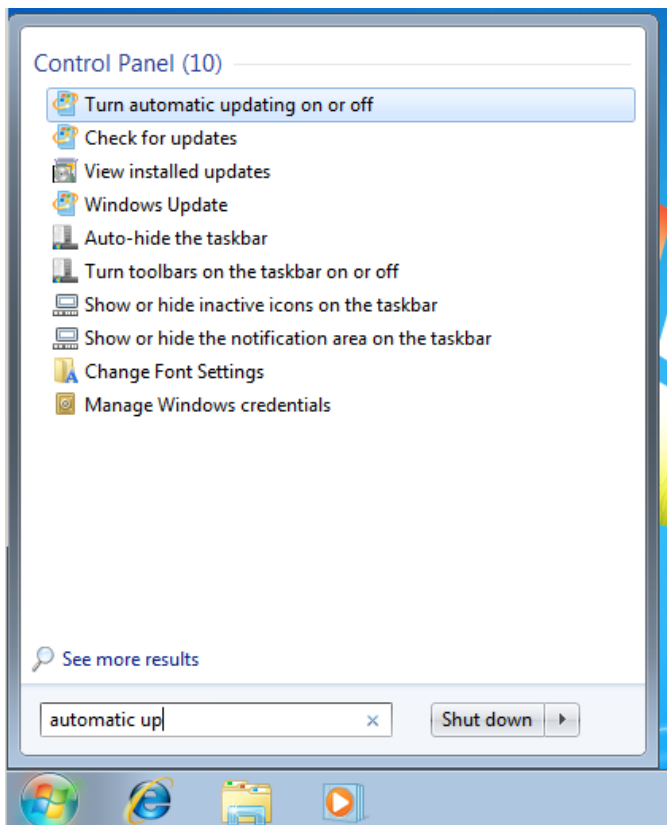 Control Panel (10)
Turn automatic updating on or off
Check for updates
View installed updates
Windows Update
Auto-hide the taskbar
Turn toolbars on the taskbar on or off
Show or hide inactive icons on the taskbar
Show or hide the notification area on the taskbar
Change Font Settings
Manage Windows credentials
See more results
automatic up
Shut down